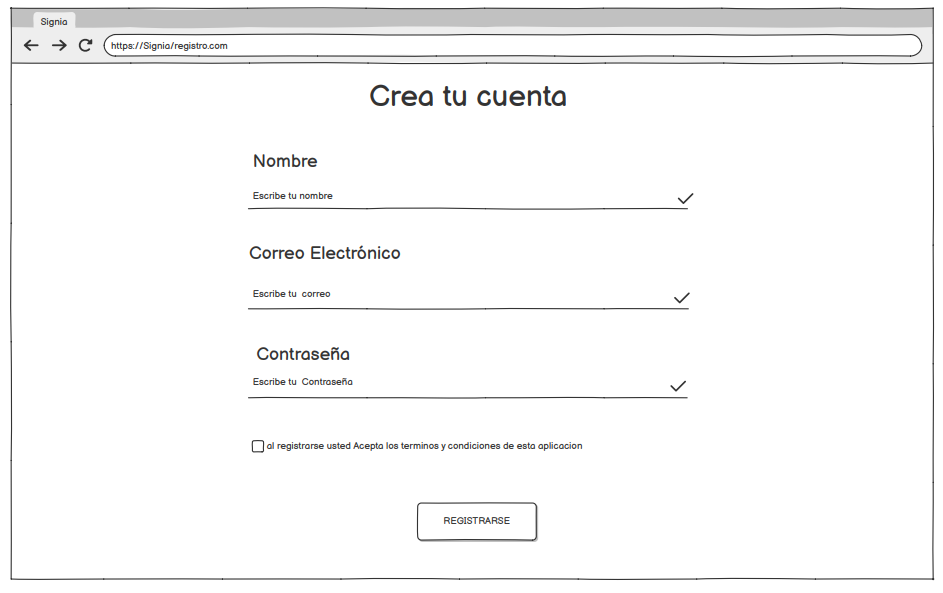 Signia
https://Signia/registro.com
Crea tu cuenta
Nombre
Escribe tu nombre
Correo Electrónico
Escribe tu correo
Contraseña
Escribe tu Contraseña
al registrarse usted Acepta los terminos y condiciones de esta aplicacion
REGISTRARSE